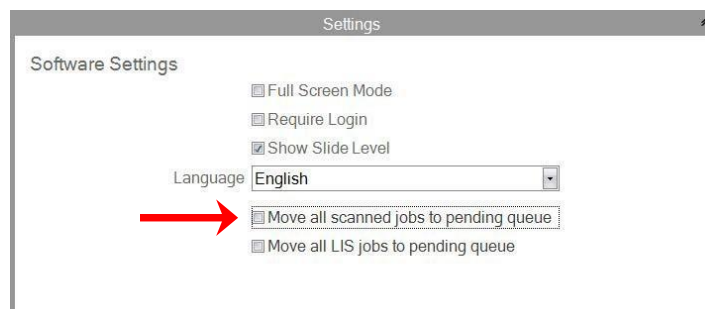 Settings
Software Settings
Full Screen Mode
Require Login
Show Slide Level
Language English
Move all scanned jobs to pending queue
Move all LIS jobs to pending queue